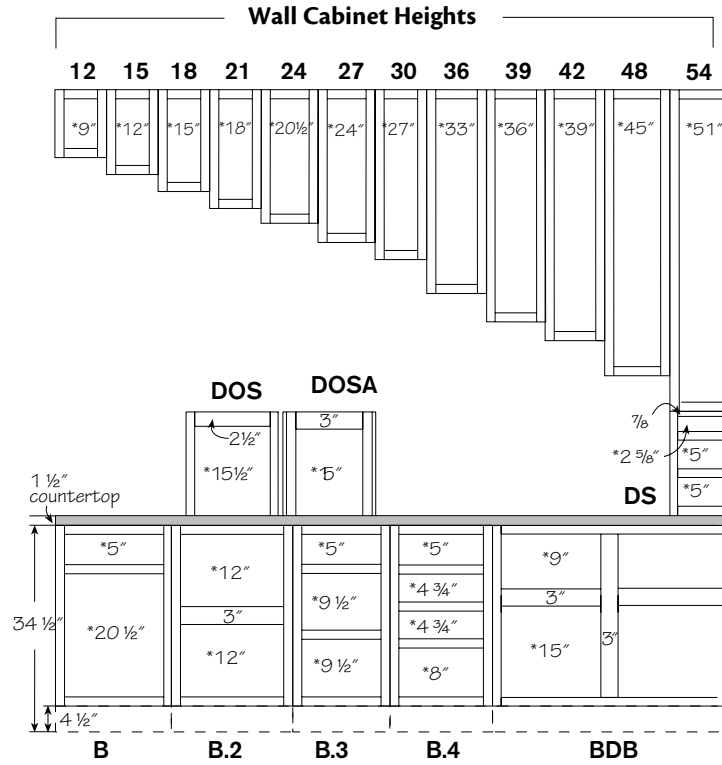 Wall Cabinet Heights
12 15 18 21 24 27 30 36 39 42 48 54
*9" *12" *15" *18" *20½" *24" *27" *33" *36" *39" *45" *51"
DOS DOSA
3"
2½"
7/8
*15½" *15"
*2 5/8"
*5"
*5"
DS
1 ½"
countertop
*5" *5" *5"
*9"
*12"
*4 ¾"
*9 ½"
3" 3"
34 ½"
*20 ½"
*4 ¾"
*12" *9 ½" *8" *15" 3"
4 ½"
B B.2 B.3 B.4 BDB